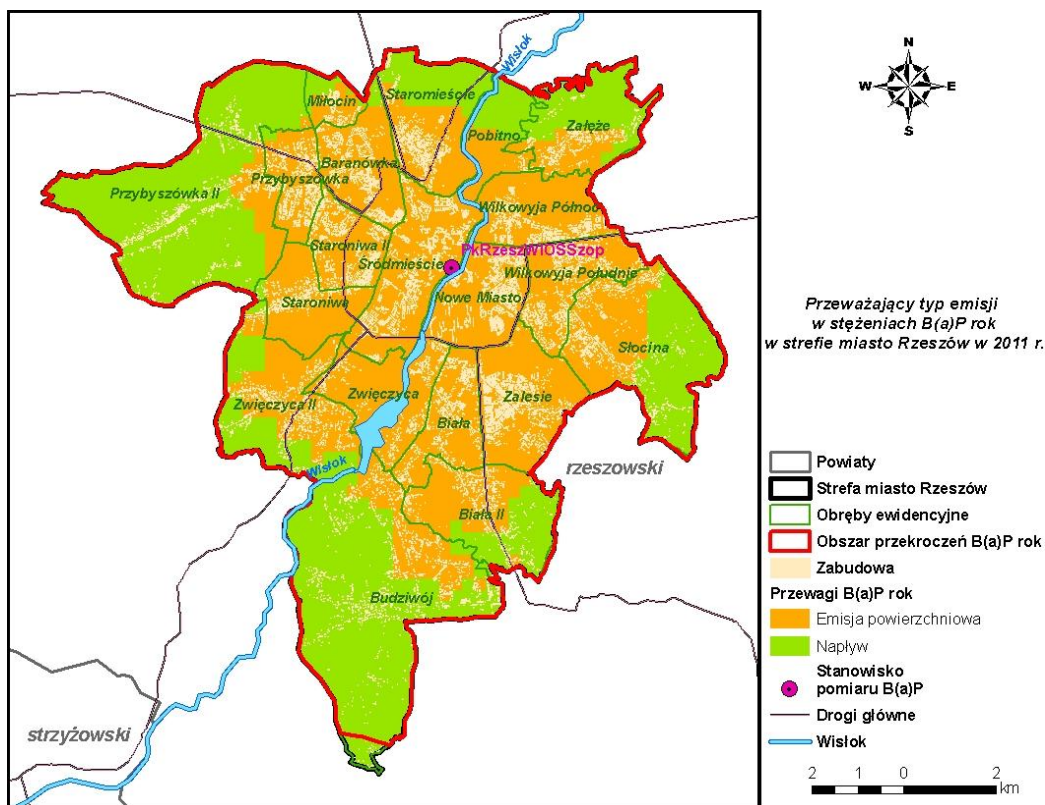 Wisłok
Miłocin
Staromieście
Pobitno
Załęże
Baranówka
Przybyszówka
Przybyszówka II
Wilkowyja Północ
Staroniwa II
Śródmieście
PkRzeszWIOSSzop
Wilkowyja Południe
Staroniwa
Nowe Miasto
Słocina
Zwięczyca
Zalesie
Zwięczyca II
Biała
Wisłok
rzeszowski
Biała II
Budziwój
strzyżowski
N
W E
S
Przeważający typ emisji
w stężeniach B(a)P rok
w strefie miasto Rzeszów w 2011 r.
Powiaty
Strefa miasto Rzeszów
Obręby ewidencyjne
Obszar przekroczeń B(a)P rok
Zabudowa
Przewagi B(a)P rok
Emisja powierzchniowa
Napływ
Stanowisko
pomiaru B(a)P
Drogi główne
Wisłok
2 1 0 2
km